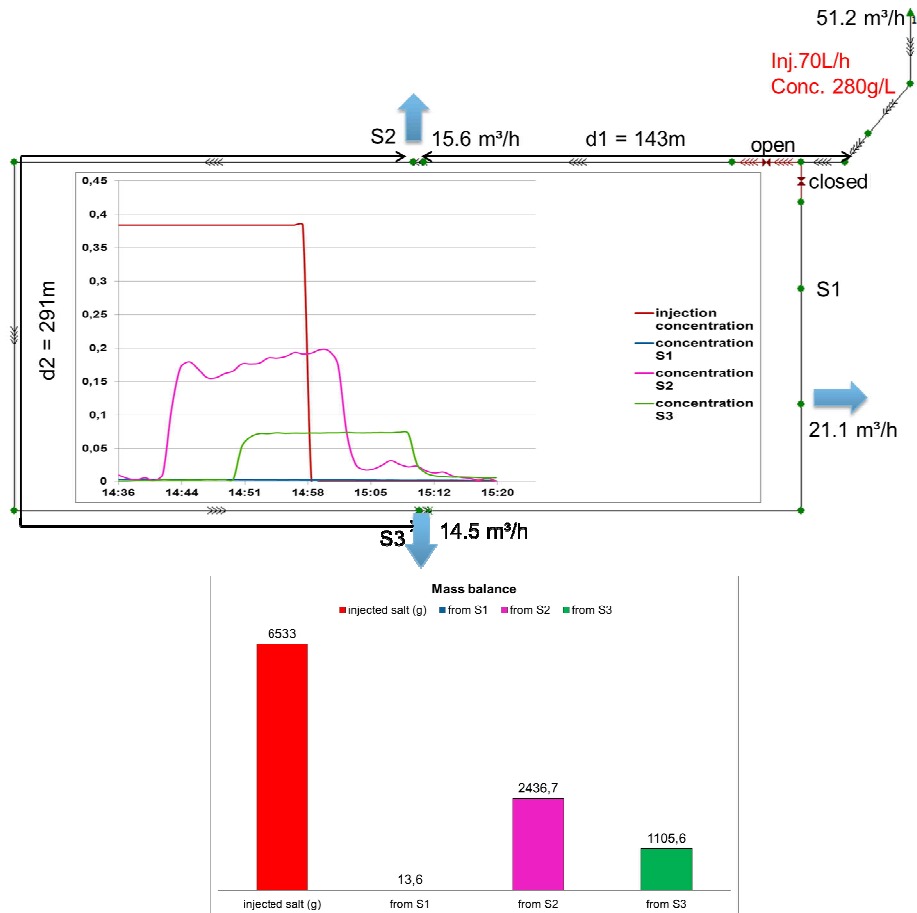 51.2 m³/h
Inj.70L/h
Conc. 280g/L
S2
15.6 m³/h
d1 = 143m
open
closed
0,45
0,4
0,35
0,3
0,25
0,2
0,15
0,1
0,05
0
14:36 14:44 14:51 14:58 15:05 15:12 15:20
injection
concentration
concentration
S1
concentration
S2
concentration
S3
d2 = 291m
S1
21.1 m³/h
S3
14.5 m³/h
Mass balance
injected salt (g) from S1 from S2 from S3
6533
13,6
2436,7
1105,6
injected salt (g) from S1 from S2 from S3